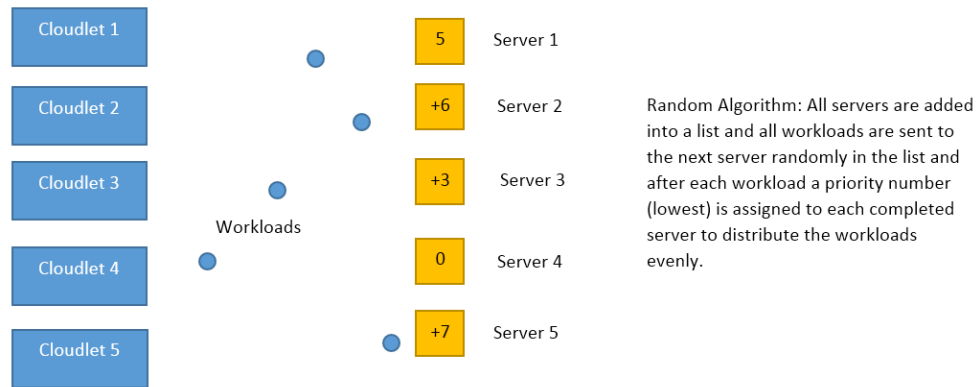 Cloudlet 1
5
Server 1
Cloudlet 2
+6
Server 2
Cloudlet 3
+3
Server 3
Workloads
Cloudlet 4
0
Server 4
Cloudlet 5
+7
Server 5
Random Algorithm: All servers are added
into a list and all workloads are sent to
the next server randomly in the list and
after each workload a priority number
(lowest) is assigned to each completed
server to distribute the workloads
evenly.